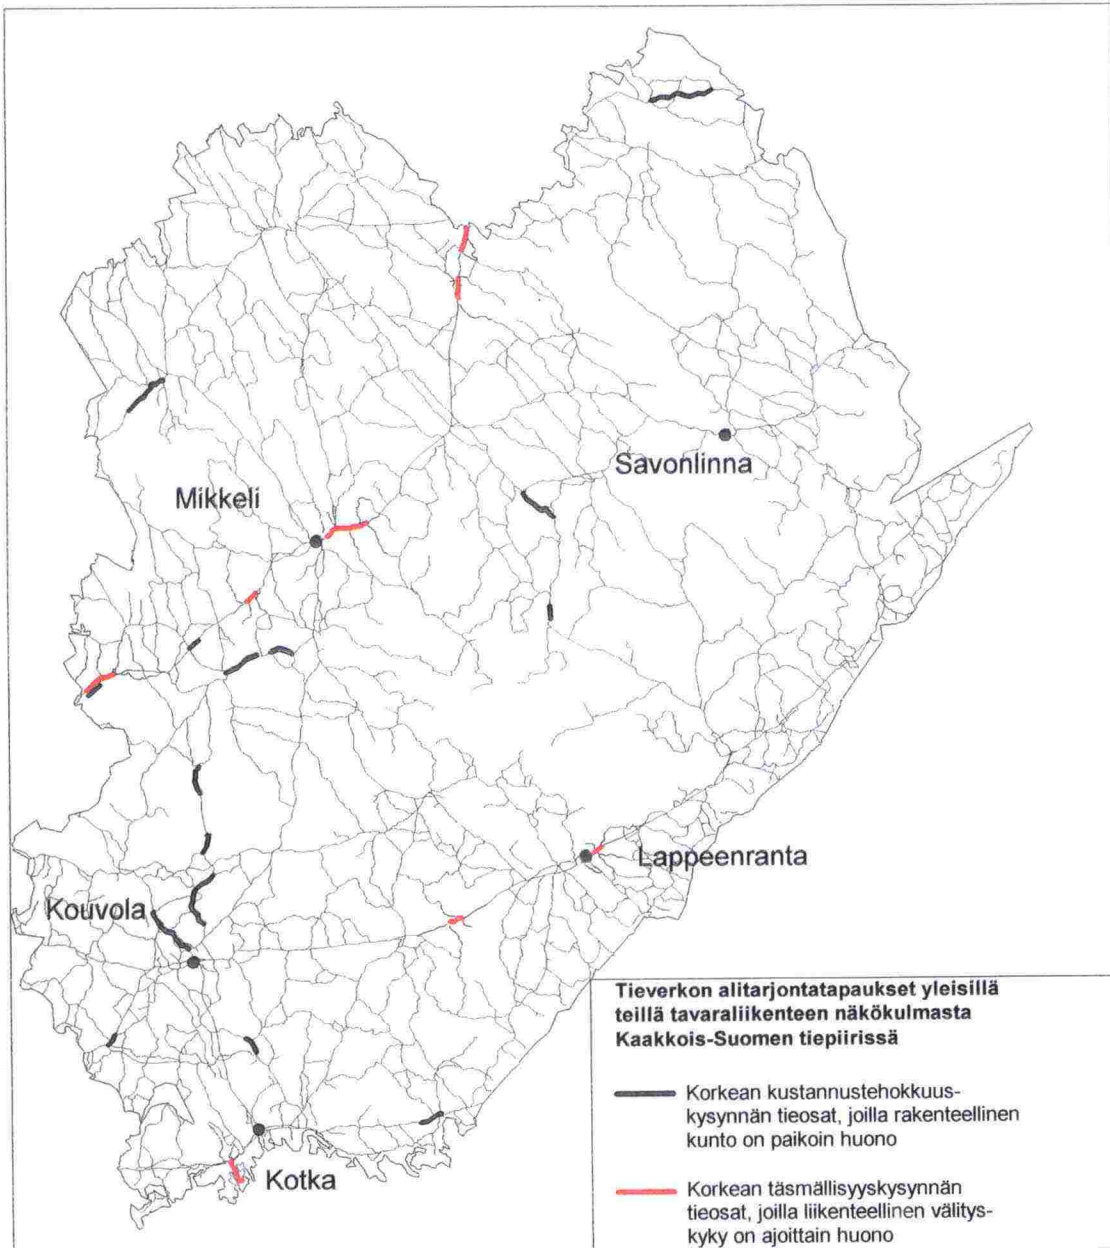 Savonlinna
Mikkeli
Lappeenranta
Kouvola
Kotka
Tieverkon alitarjontatapaukset yleisillä
teillä tavaraliikenteen näkökulmasta
Kaakkois-Suomen tiepiirissä
Korkean kustannustehokkuus-
kysynnän tieosat, joilla rakenteellinen
kunto on paikoin huono
Korkean täsmällisyyskysynnän
tieosat, joilla liikenteellinen välitys-
kyky on ajoittain huono